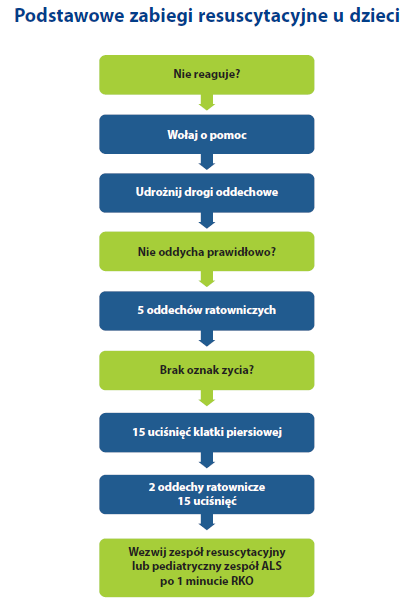 Podstawowe zabiegi resuscytacyjne u dzieci
Nie reaguje?
Wołaj o pomoc
Udrożnij drogi oddechowe
Nie oddycha prawidłowo?
5 oddechów ratowniczych
Brak oznak zycia?
15 uciśnięć klatki piersiowej
2 oddechy ratownicze
15 uciśnięć
Wezwij zespół resuscytacyjny
lub pediatryczny zespół ALS
po 1 minucie RKO